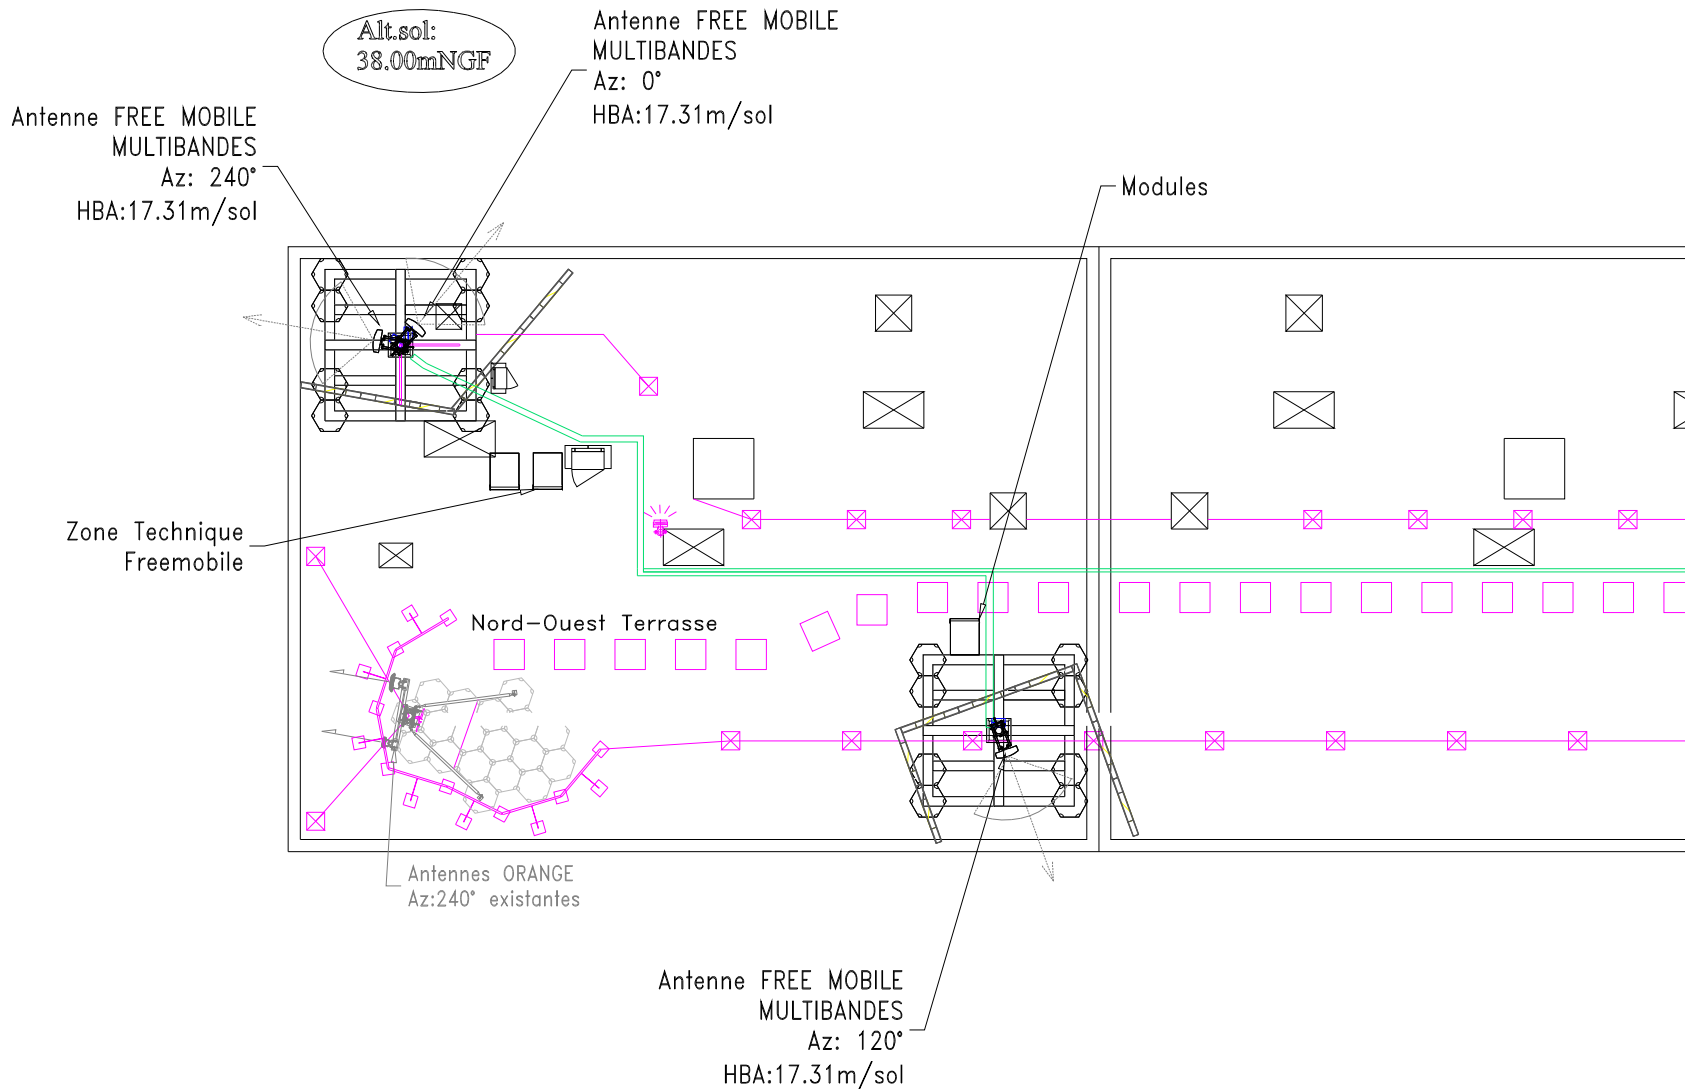 Alt.sol:
38.00mNGF
Antenne FREE MOBILE
MULTIBANDES
Az: 0°
HBA:17.31m/sol
Antenne FREE MOBILE
MULTIBANDES
Az: 240°
HBA:17.31m/sol
Modules
Zone Technique
Freemobile
Nord-Ouest Terrasse
Antennes ORANGE
Az:240° existantes
Antenne FREE MOBILE
MULTIBANDES
Az: 120°
HBA:17.31m/sol